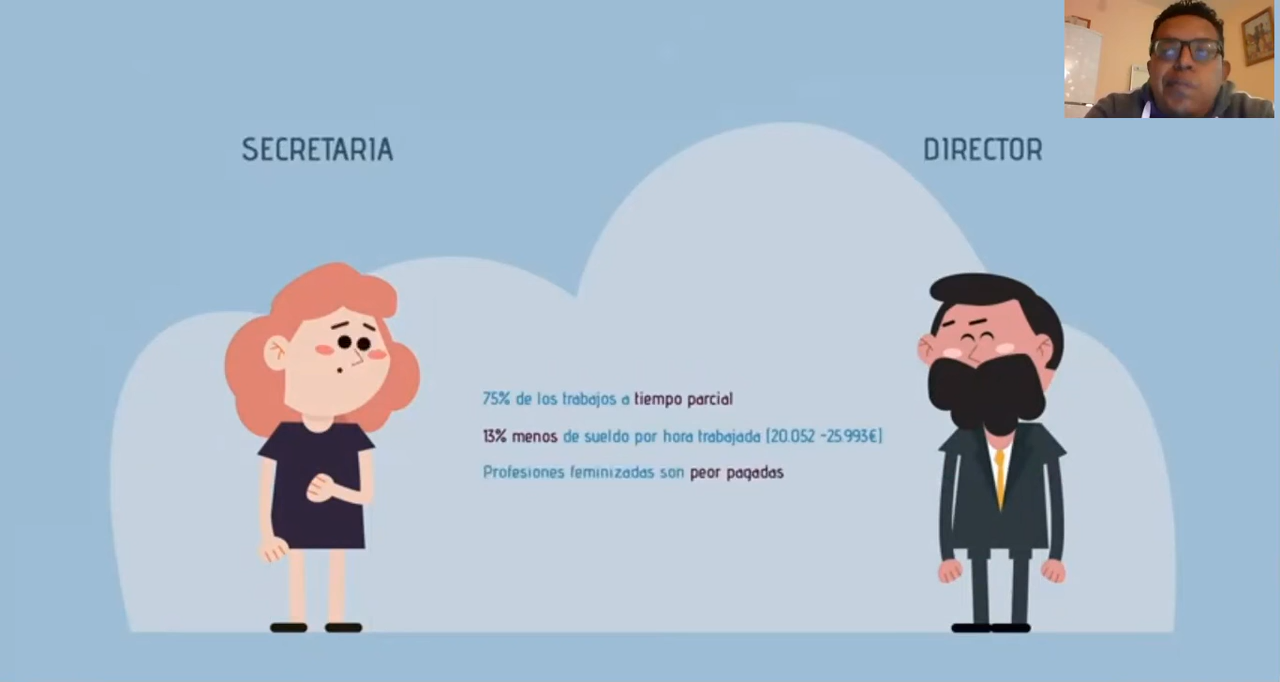 SECRETARIA
DIRECTOR
75% de los trabajos a tiempo parcial
13% menos de sueldo por hora trabajada (20.052 -25.993€)
Profesiones feminizadas son peor pagadas